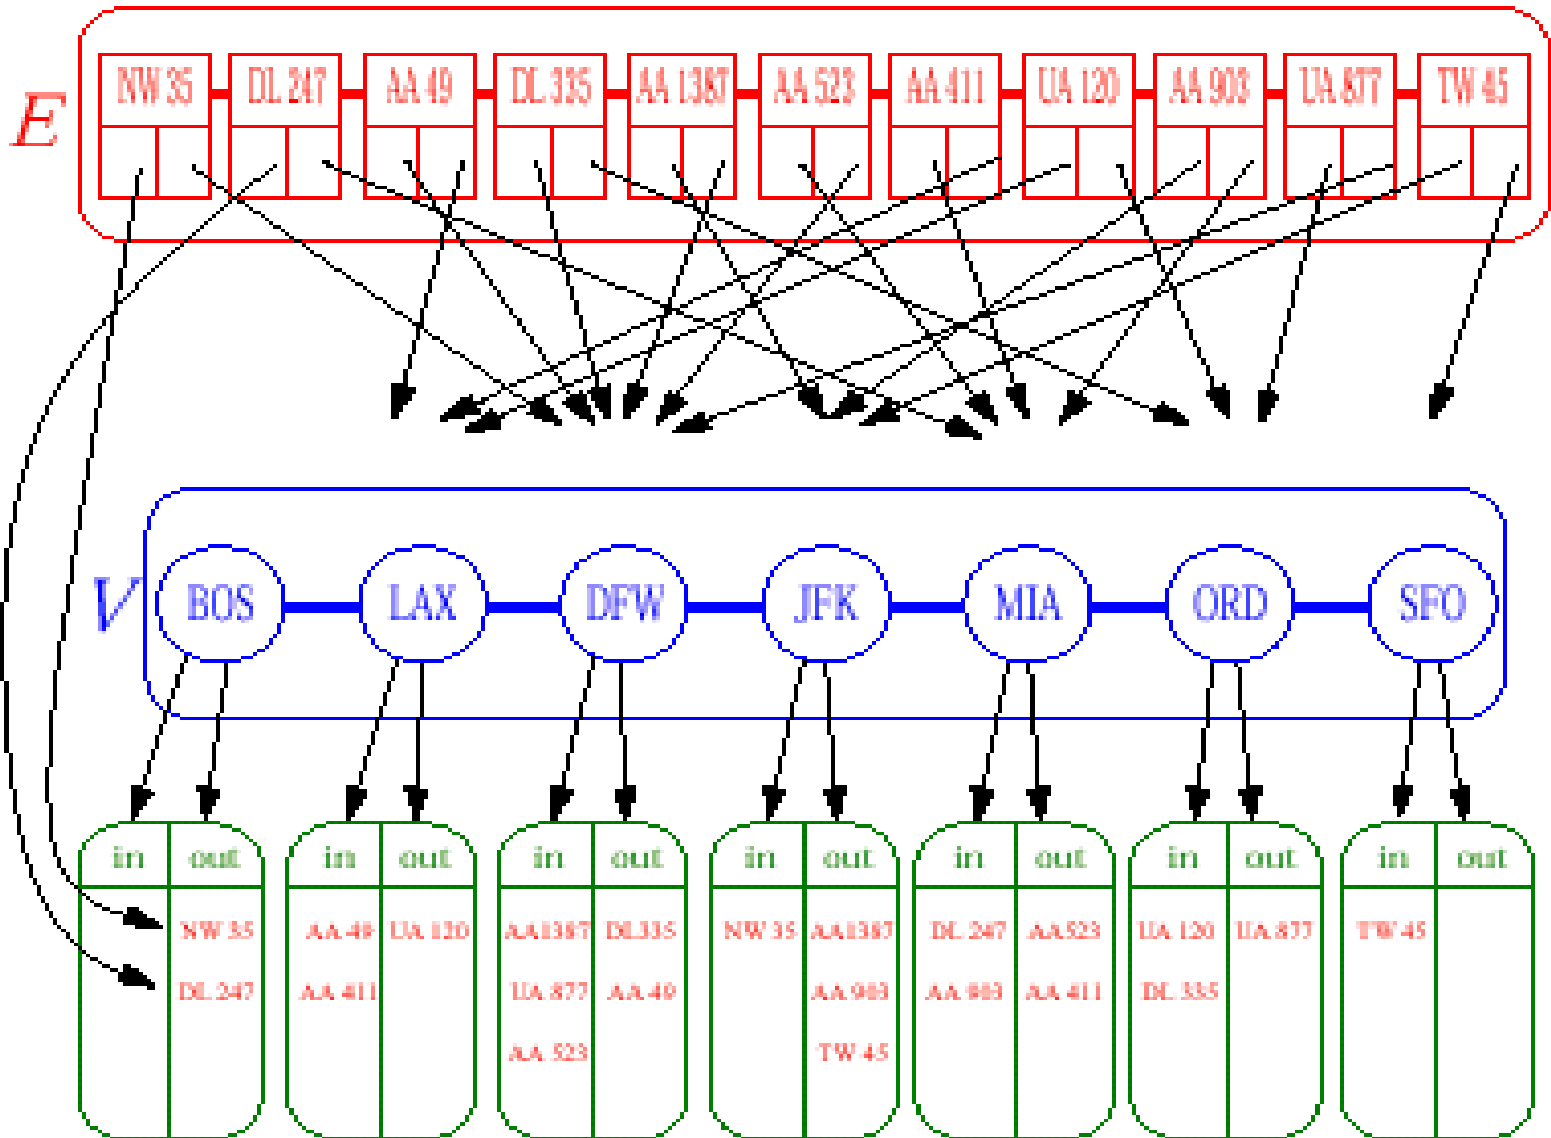 E
NW 35 DL 247 AA 49 DL 335 AA 1387 AA 523 AA 411 UA 120 AA 903 UA 877 TW 45
V
BOS LAX DFW JFK MIA ORD SFO
in out in out in out in out in out in out in out
NW 35 AA 49 UA 120 AA1387 DL335 NW 35 AA1387 DL 247 AA523 UA 120 UA 877 TW 45
DL 247 AA 411 UA 877 AA 49 AA 903 AA 903 AA 411 DL 335
AA 523 TW 45